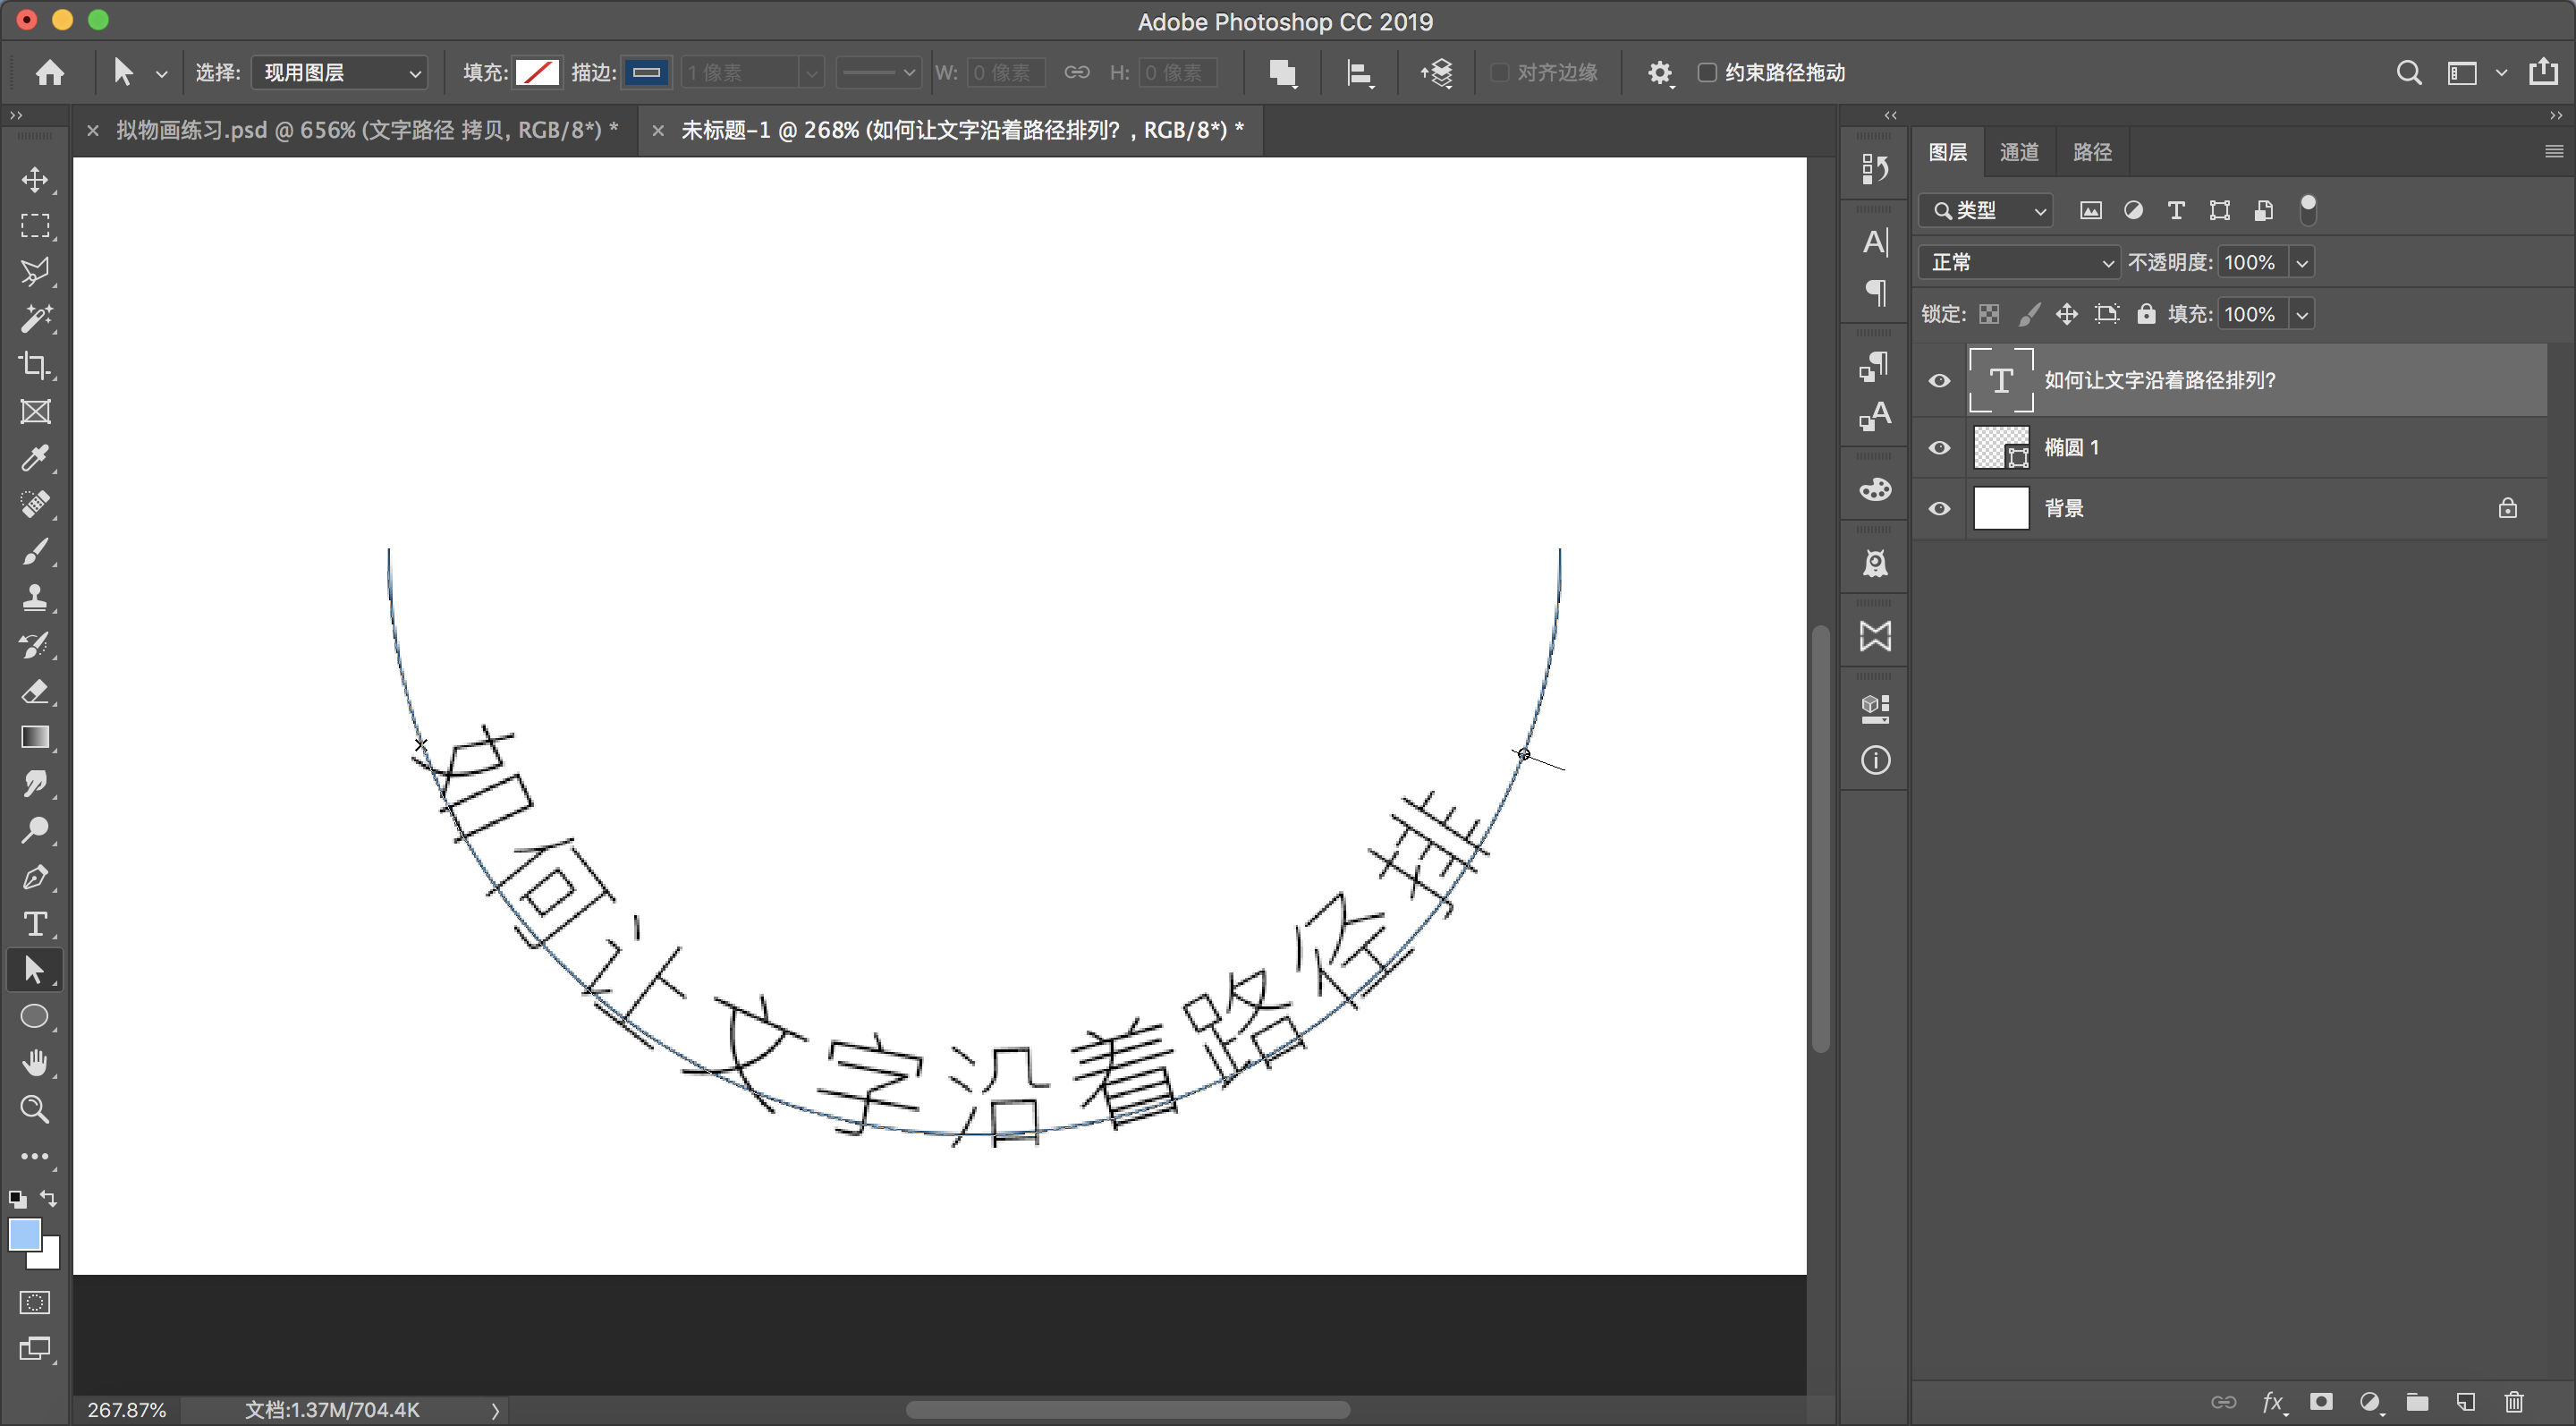 Adobe Photoshop CC 2019
选择: 现用图层 填充: 描边: 1 像素 W: 0 像素 H: 0 像素 对齐边缘 约束路径拖动
× 拟物画练习.psd @ 656% (文字路径 拷贝, RGB/8*) * × 未标题-1 @ 268% (如何让文字沿着路径排列? , RGB/8*) *
图层 通道 路径
类型
正常 不透明度: 100%
锁定: 填充: 100%
T 如何让文字沿着路径排列?
椭圆 1
背景
如何让文字沿着路径排
267.87% 文档:1.37M/704.4K
fx